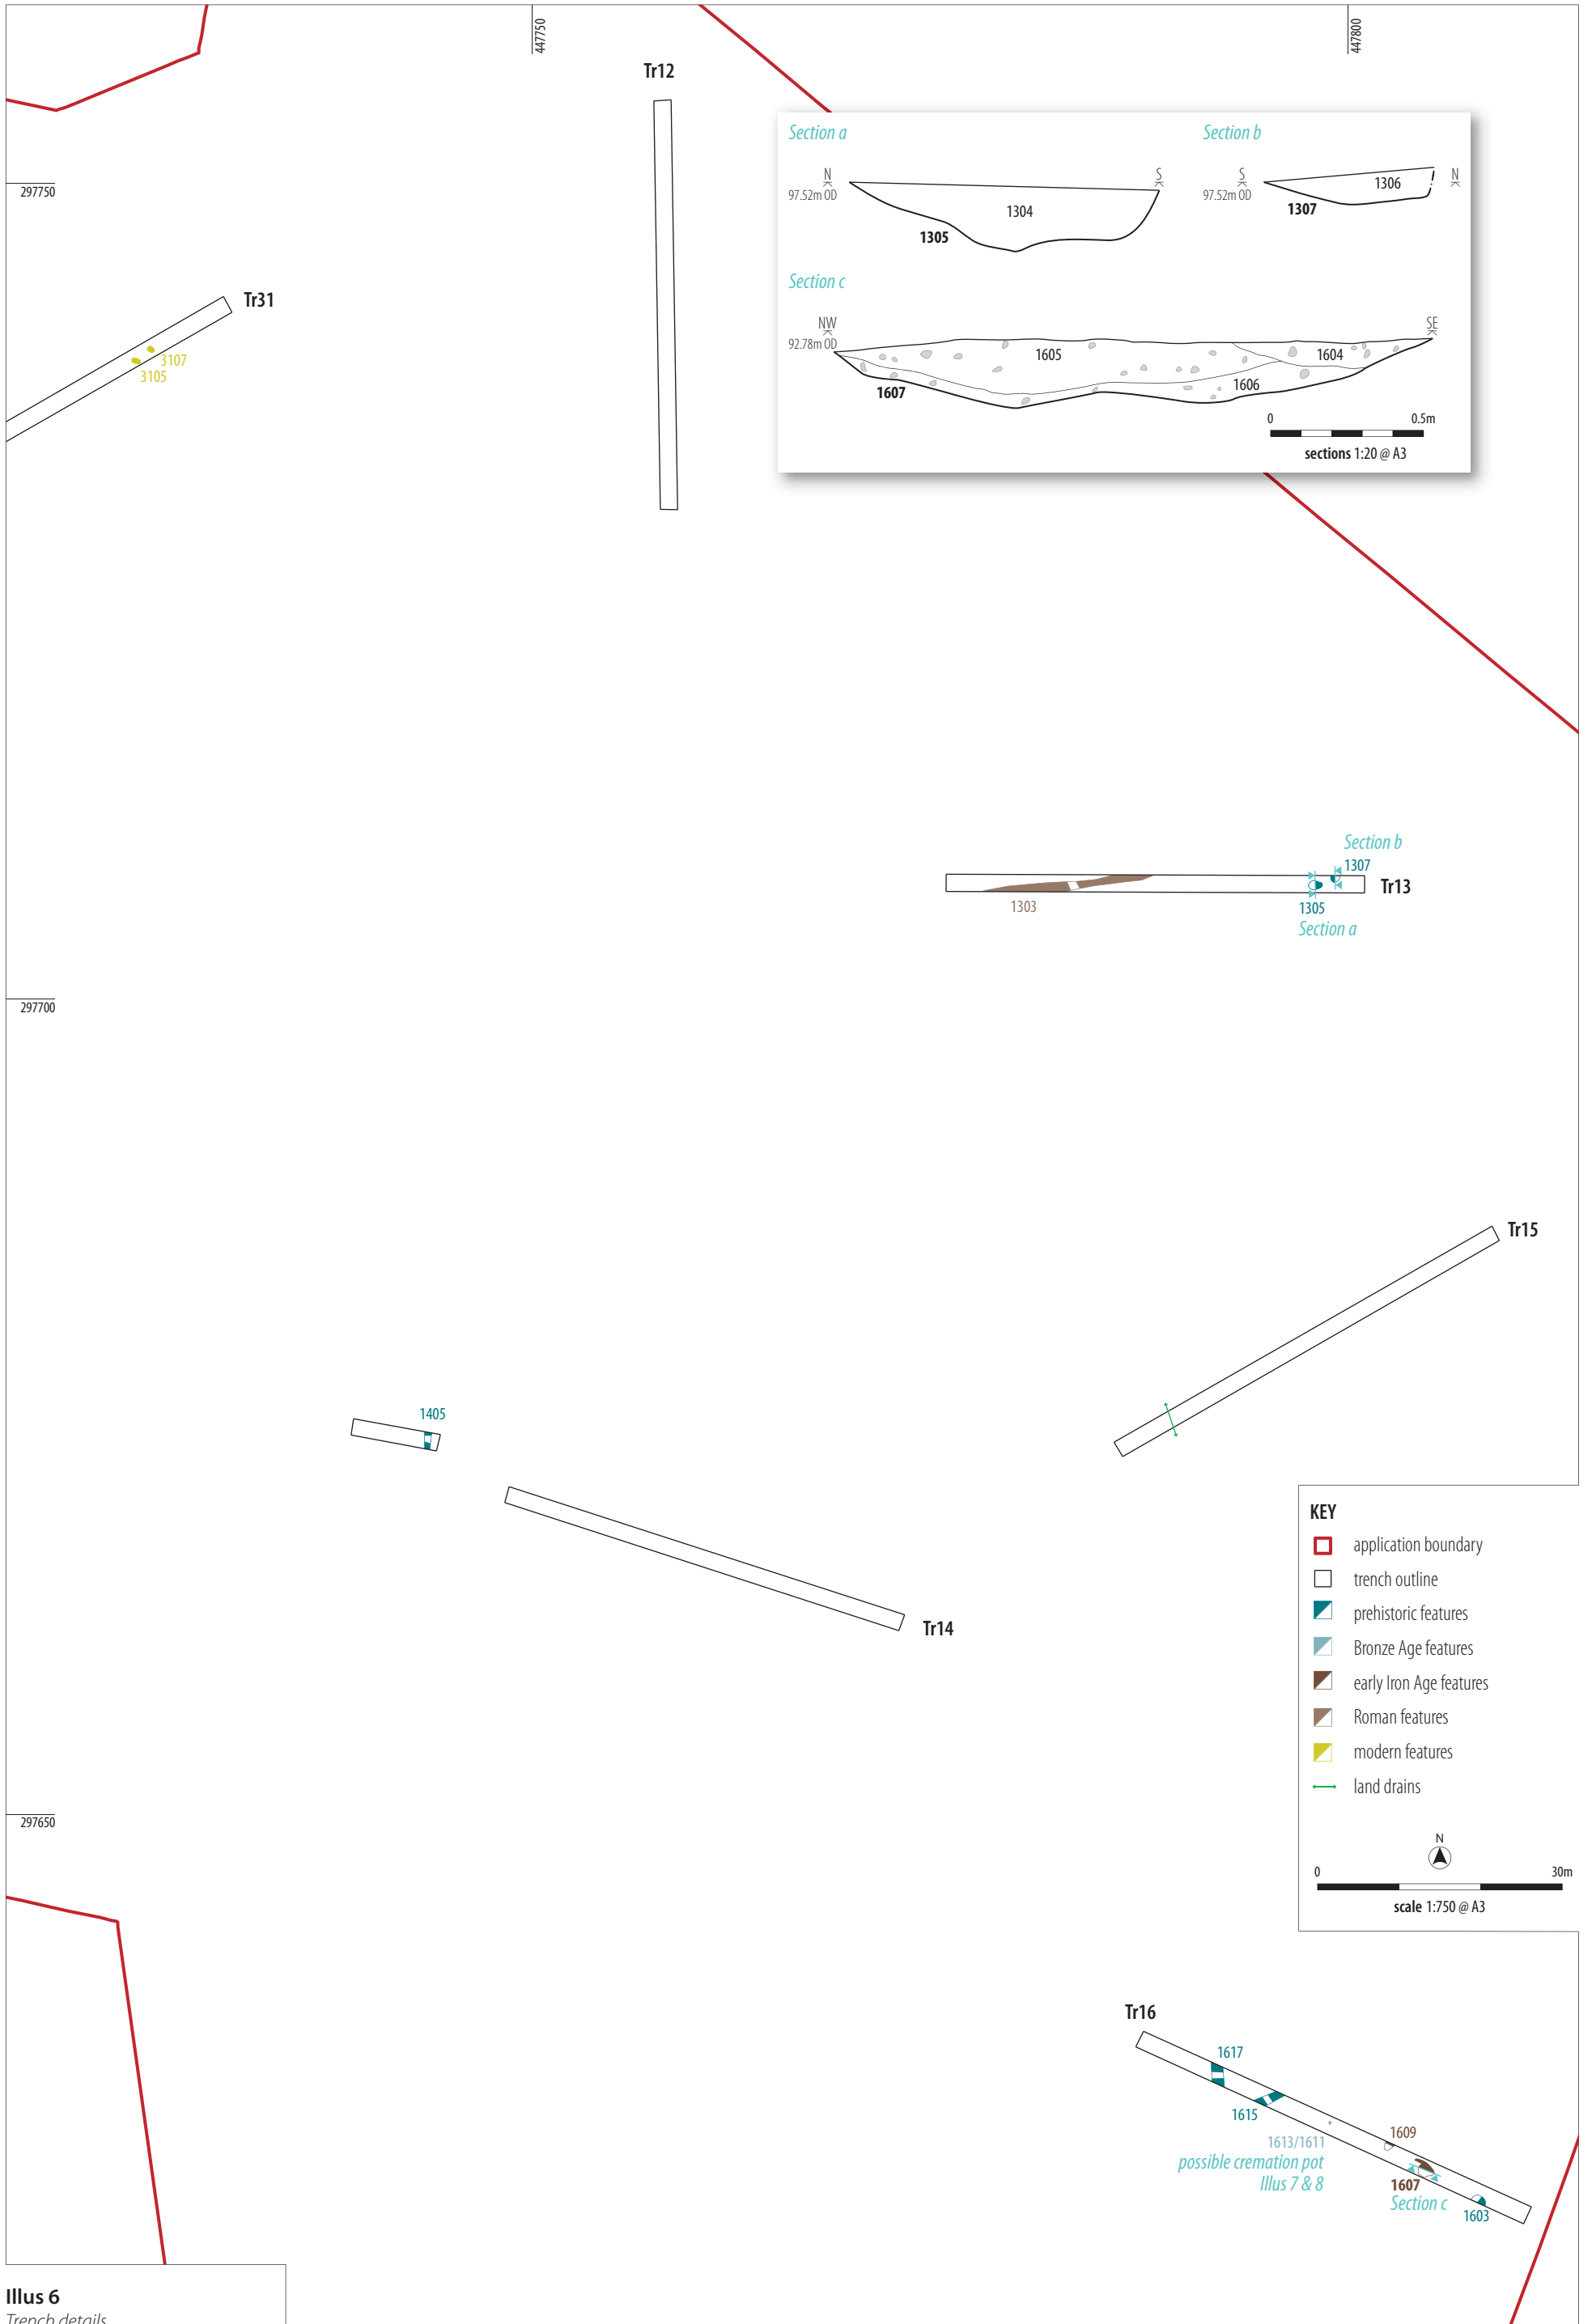 447750
447800
Tr12
297750
Tr31
3107
3105
Section a
N
97.52m OD
S
1304
1305
Section b
S
97.52m OD
N
1306
1307
Section c
NW
92.78m OD
SE
1605
1604
1606
1607
0 0.5m
sections 1:20 @ A3
Section b
1307
Tr13
1303
1305
Section a
297700
Tr15
1405
Tr14
KEY
application boundary
trench outline
prehistoric features
Bronze Age features
early Iron Age features
Roman features
modern features
land drains
N
0 30m
scale 1:750 @ A3
297650
Tr16
1617
1615
1613/1611
possible cremation pot
Illus 7 & 8
1609
1607
Section c
1603
Illus 6
Trench details